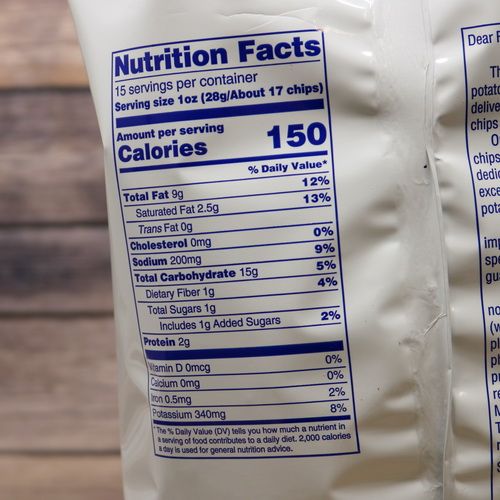 Nutrition Facts
15 servings per container
Serving size 1oz (28g/About 17 chips)
Amount per serving
Calories 150
% Daily Value*
Total Fat 9g 12%
Saturated Fat 2.5g 13%
Trans Fat 0g
Cholesterol 0mg 0%
Sodium 200mg 9%
Total Carbohydrate 15g 5%
Dietary Fiber 1g 4%
Total Sugars 1g
Includes 1g Added Sugars 2%
Protein 2g
Vitamin D 0mcg 0%
Calcium 0mg 0%
Iron 0.5mg 2%
Potassium 340mg 8%
* The % Daily Value (DV) tells you how much a nutrient in
a serving of food contributes to a daily diet. 2,000 calories
a day is used for general nutrition advice.
Dear
chips
chips